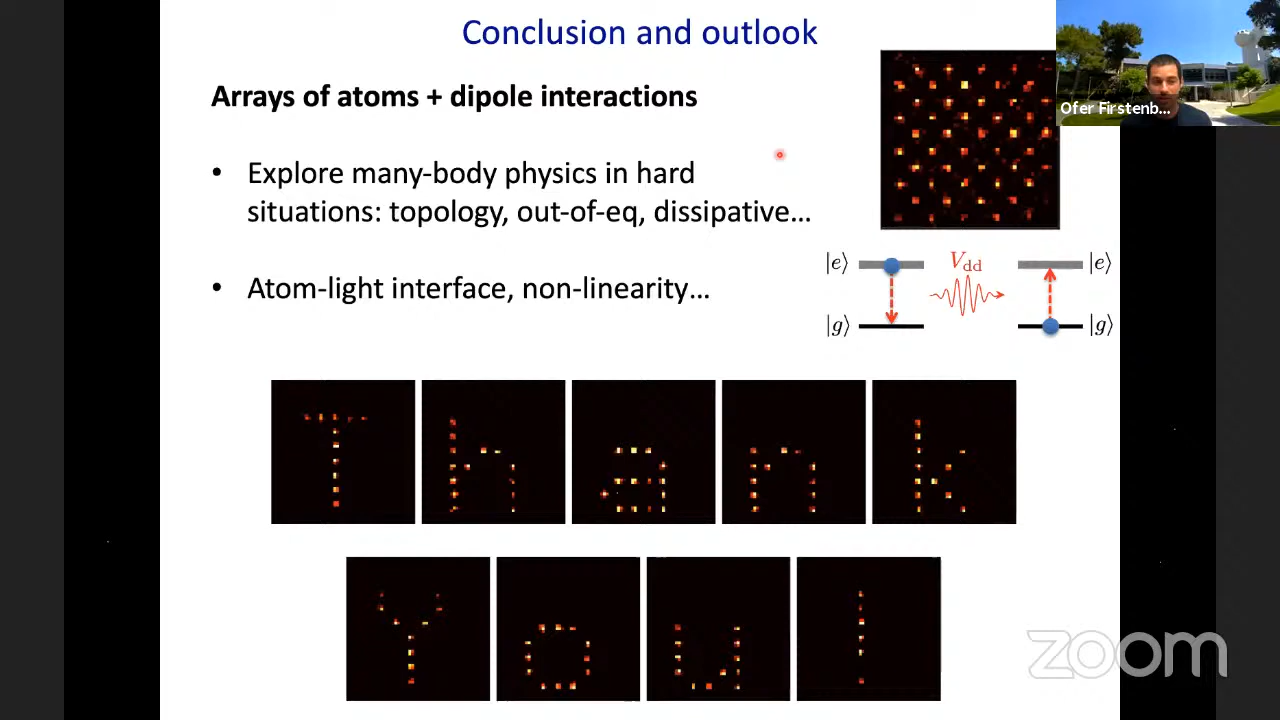 Conclusion and outlook
Arrays of atoms + dipole interactions
Ofer Firstenb...
• Explore many-body physics in hard
situations: topology, out-of-eq, dissipative...
|e⟩ V_dd |e⟩
• Atom-light interface, non-linearity...
|g⟩ |g⟩
Thank
You!
zoom